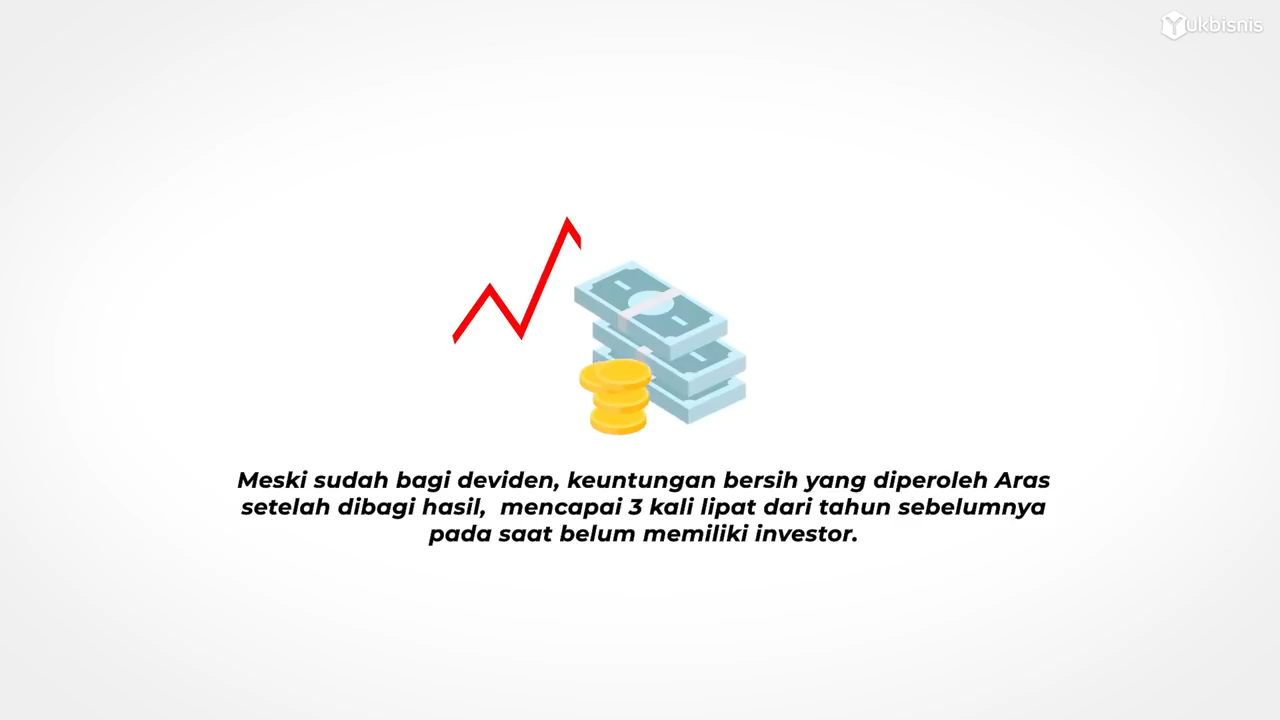 Yukbisnis
Meski sudah bagi deviden, keuntungan bersih yang diperoleh Aras
setelah dibagi hasil,  mencapai 3 kali lipat dari tahun sebelumnya
pada saat belum memiliki investor.